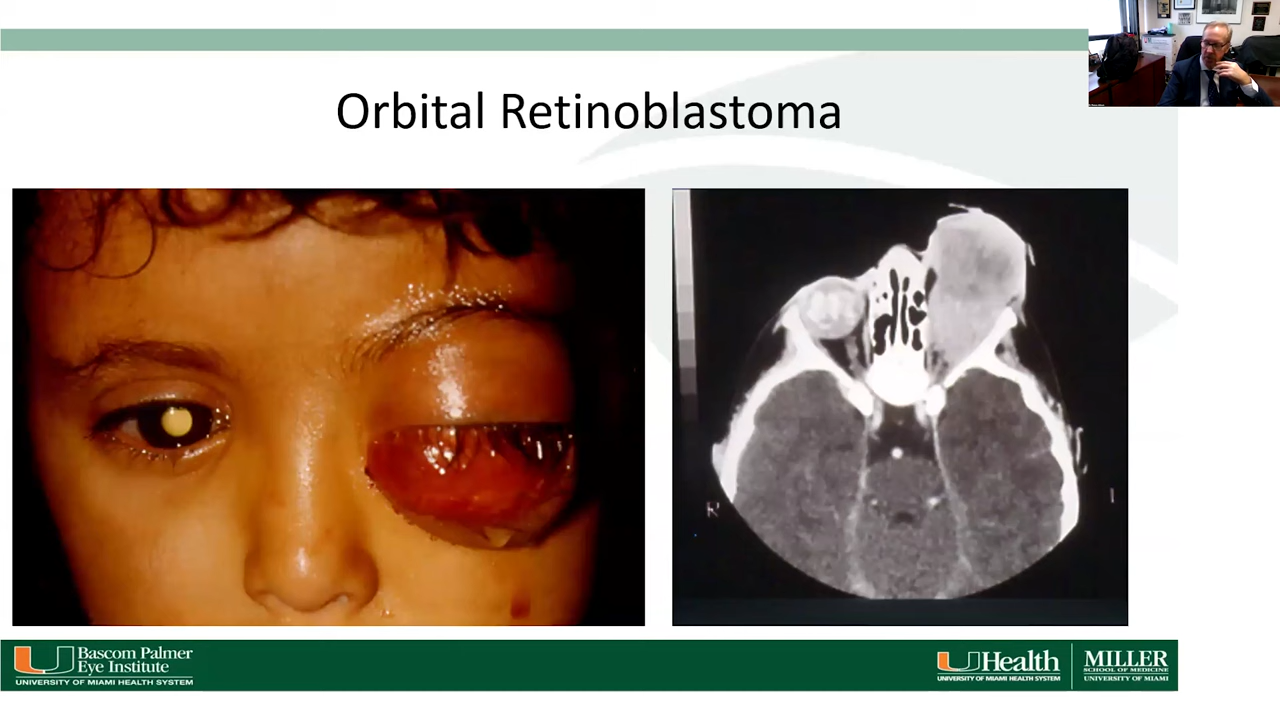 Orbital Retinoblastoma
R
Bascom Palmer
Eye Institute
UNIVERSITY OF MIAMI HEALTH SYSTEM
UHealth
UNIVERSITY OF MIAMI HEALTH SYSTEM
MILLER
SCHOOL OF MEDICINE
UNIVERSITY OF MIAMI